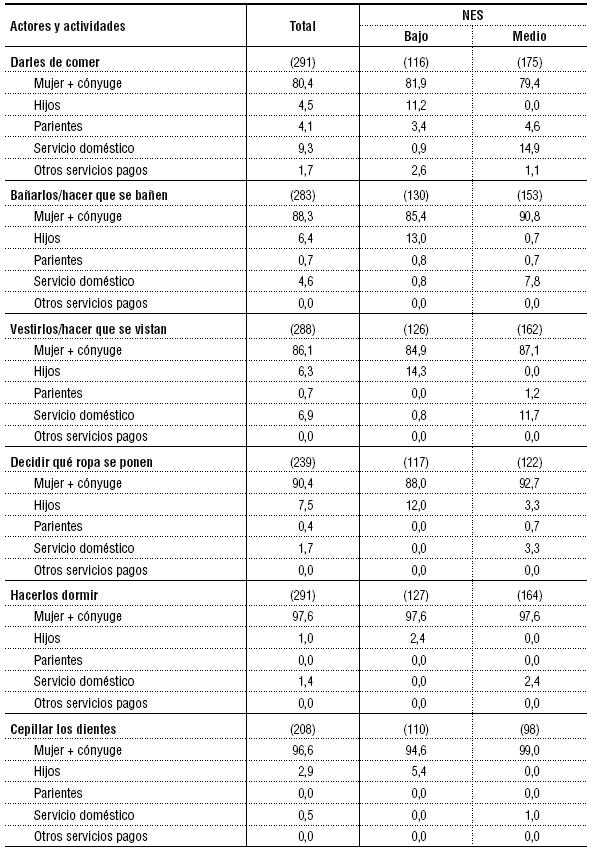 Actores y actividades Total NES
Bajo Medio
Darles de comer (291) (116) (175)
Mujer + cónyuge 80,4 81,9 79,4
Hijos 4,5 11,2 0,0
Parientes 4,1 3,4 4,6
Servicio doméstico 9,3 0,9 14,9
Otros servicios pagos 1,7 2,6 1,1
Bañarlos/hacer que se bañen (283) (130) (153)
Mujer + cónyuge 88,3 85,4 90,8
Hijos 6,4 13,0 0,7
Parientes 0,7 0,8 0,7
Servicio doméstico 4,6 0,8 7,8
Otros servicios pagos 0,0 0,0 0,0
Vestirlos/hacer que se vistan (288) (126) (162)
Mujer + cónyuge 86,1 84,9 87,1
Hijos 6,3 14,3 0,0
Parientes 0,7 0,0 1,2
Servicio doméstico 6,9 0,8 11,7
Otros servicios pagos 0,0 0,0 0,0
Decidir qué ropa se ponen (239) (117) (122)
Mujer + cónyuge 90,4 88,0 92,7
Hijos 7,5 12,0 3,3
Parientes 0,4 0,0 0,7
Servicio doméstico 1,7 0,0 3,3
Otros servicios pagos 0,0 0,0 0,0
Hacerlos dormir (291) (127) (164)
Mujer + cónyuge 97,6 97,6 97,6
Hijos 1,0 2,4 0,0
Parientes 0,0 0,0 0,0
Servicio doméstico 1,4 0,0 2,4
Otros servicios pagos 0,0 0,0 0,0
Cepillar los dientes (208) (110) (98)
Mujer + cónyuge 96,6 94,6 99,0
Hijos 2,9 5,4 0,0
Parientes 0,0 0,0 0,0
Servicio doméstico 0,5 0,0 1,0
Otros servicios pagos 0,0 0,0 0,0